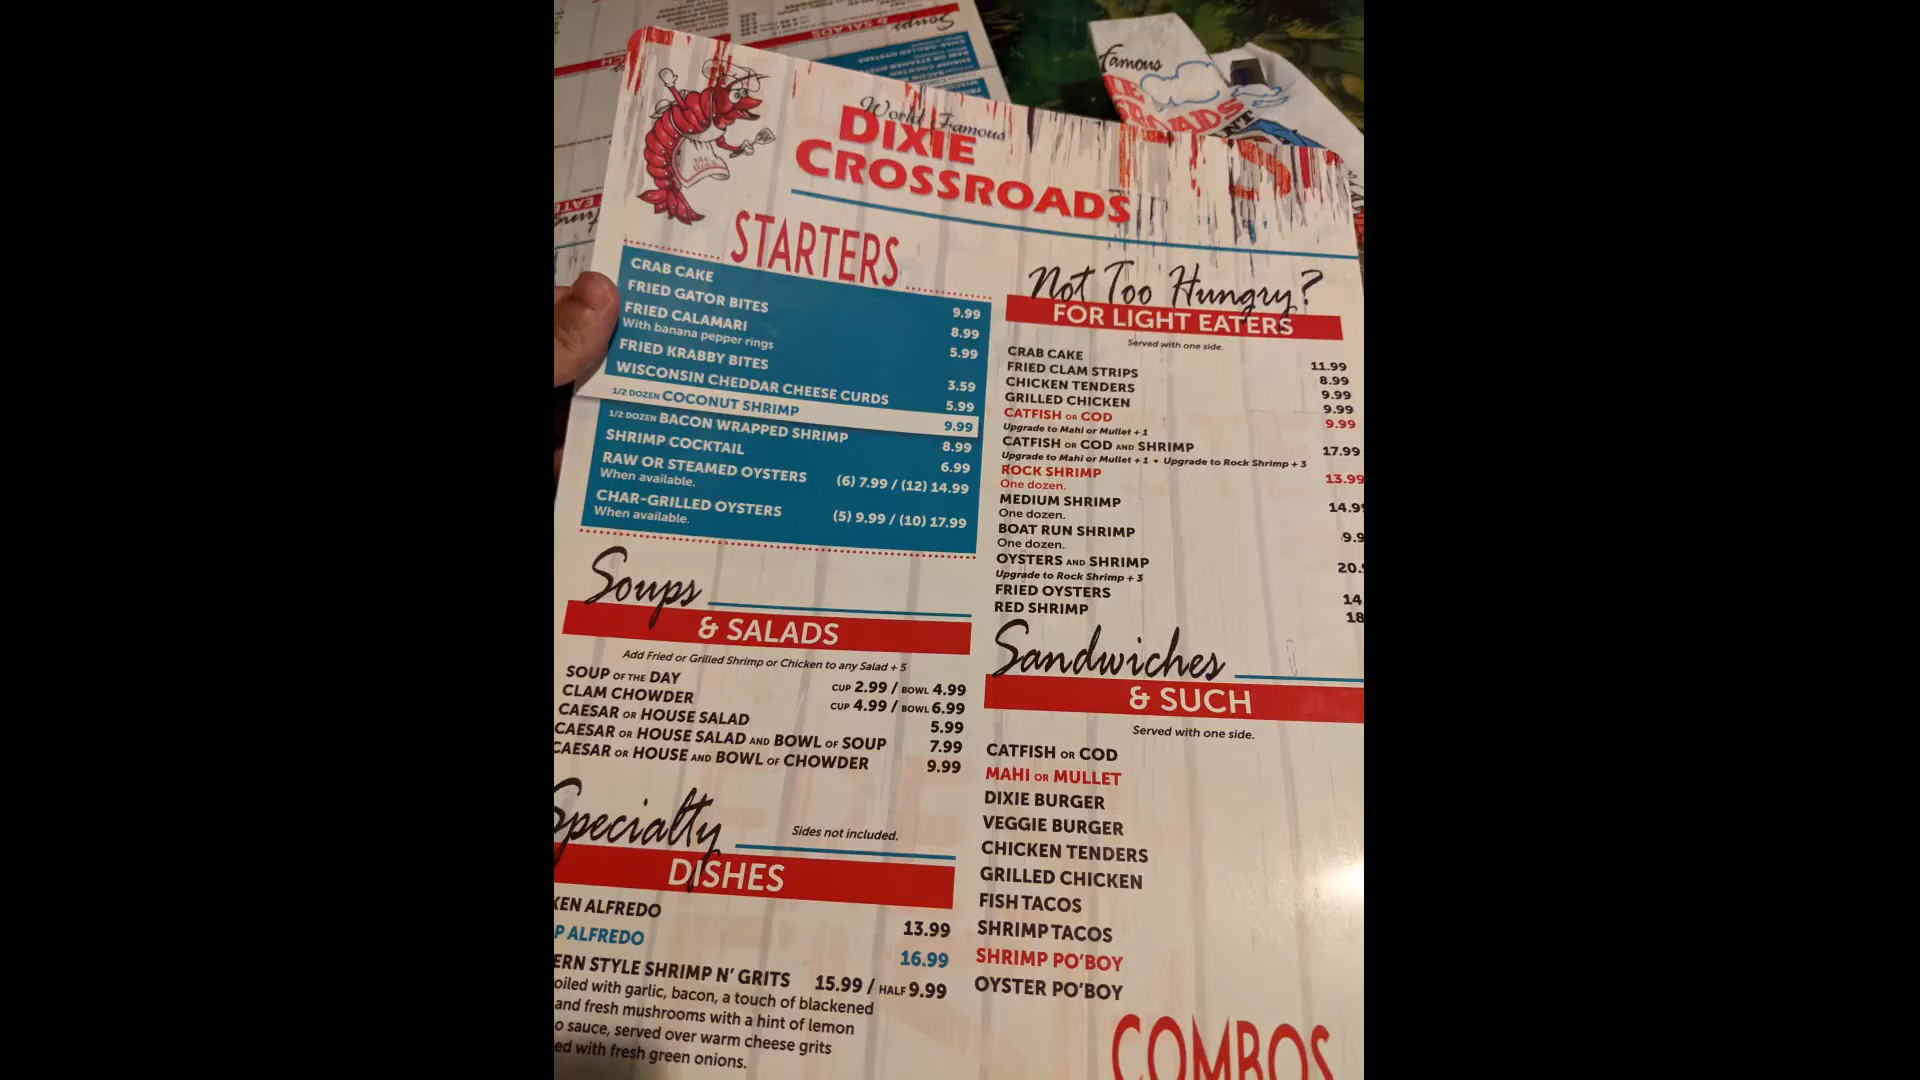 World Famous
DIXIE
CROSSROADS
Mr.
Rock
famous
STARTERS
CRAB CAKE 9.99
FRIED GATOR BITES 8.99
FRIED CALAMARI 5.99
With banana pepper rings
FRIED KRABBY BITES 3.59
WISCONSIN CHEDDAR CHEESE CURDS 5.99
1/2 DOZEN COCONUT SHRIMP 9.99
1/2 DOZEN BACON WRAPPED SHRIMP 8.99
SHRIMP COCKTAIL 6.99
RAW OR STEAMED OYSTERS (6) 7.99 / (12) 14.99
When available.
CHAR-GRILLED OYSTERS (5) 9.99 / (10) 17.99
When available.
Soups
& SALADS
Add Fried or Grilled Shrimp or Chicken to any Salad + 5
SOUP OF THE DAY CUP 2.99 / BOWL 4.99
CLAM CHOWDER CUP 4.99 / BOWL 6.99
CAESAR OR HOUSE SALAD 5.99
CAESAR OR HOUSE SALAD AND BOWL OF SOUP 7.99
CAESAR OR HOUSE AND BOWL OF CHOWDER 9.99
Specialty
Sides not included.
DISHES
KEN ALFREDO 13.99
P ALFREDO 16.99
ERN STYLE SHRIMP N' GRITS 15.99 / HALF 9.99
oiled with garlic, bacon, a touch of blackened
and fresh mushrooms with a hint of lemon
o sauce, served over warm cheese grits
ed with fresh green onions.
Not Too Hungry?
FOR LIGHT EATERS
Served with one side.
CRAB CAKE 11.99
FRIED CLAM STRIPS 8.99
CHICKEN TENDERS 9.99
GRILLED CHICKEN 9.99
CATFISH OR COD 9.99
Upgrade to Mahi or Mullet + 1
CATFISH OR COD AND SHRIMP 17.99
Upgrade to Mahi or Mullet + 1 • Upgrade to Rock Shrimp + 3
ROCK SHRIMP 13.99
One dozen.
MEDIUM SHRIMP 14.99
One dozen.
BOAT RUN SHRIMP 9.9
One dozen.
OYSTERS AND SHRIMP 20.
Upgrade to Rock Shrimp + 3
FRIED OYSTERS 14
RED SHRIMP 18
Sandwiches
& SUCH
Served with one side.
CATFISH OR COD
MAHI OR MULLET
DIXIE BURGER
VEGGIE BURGER
CHICKEN TENDERS
GRILLED CHICKEN
FISH TACOS
SHRIMP TACOS
SHRIMP PO'BOY
OYSTER PO'BOY
COMBOS